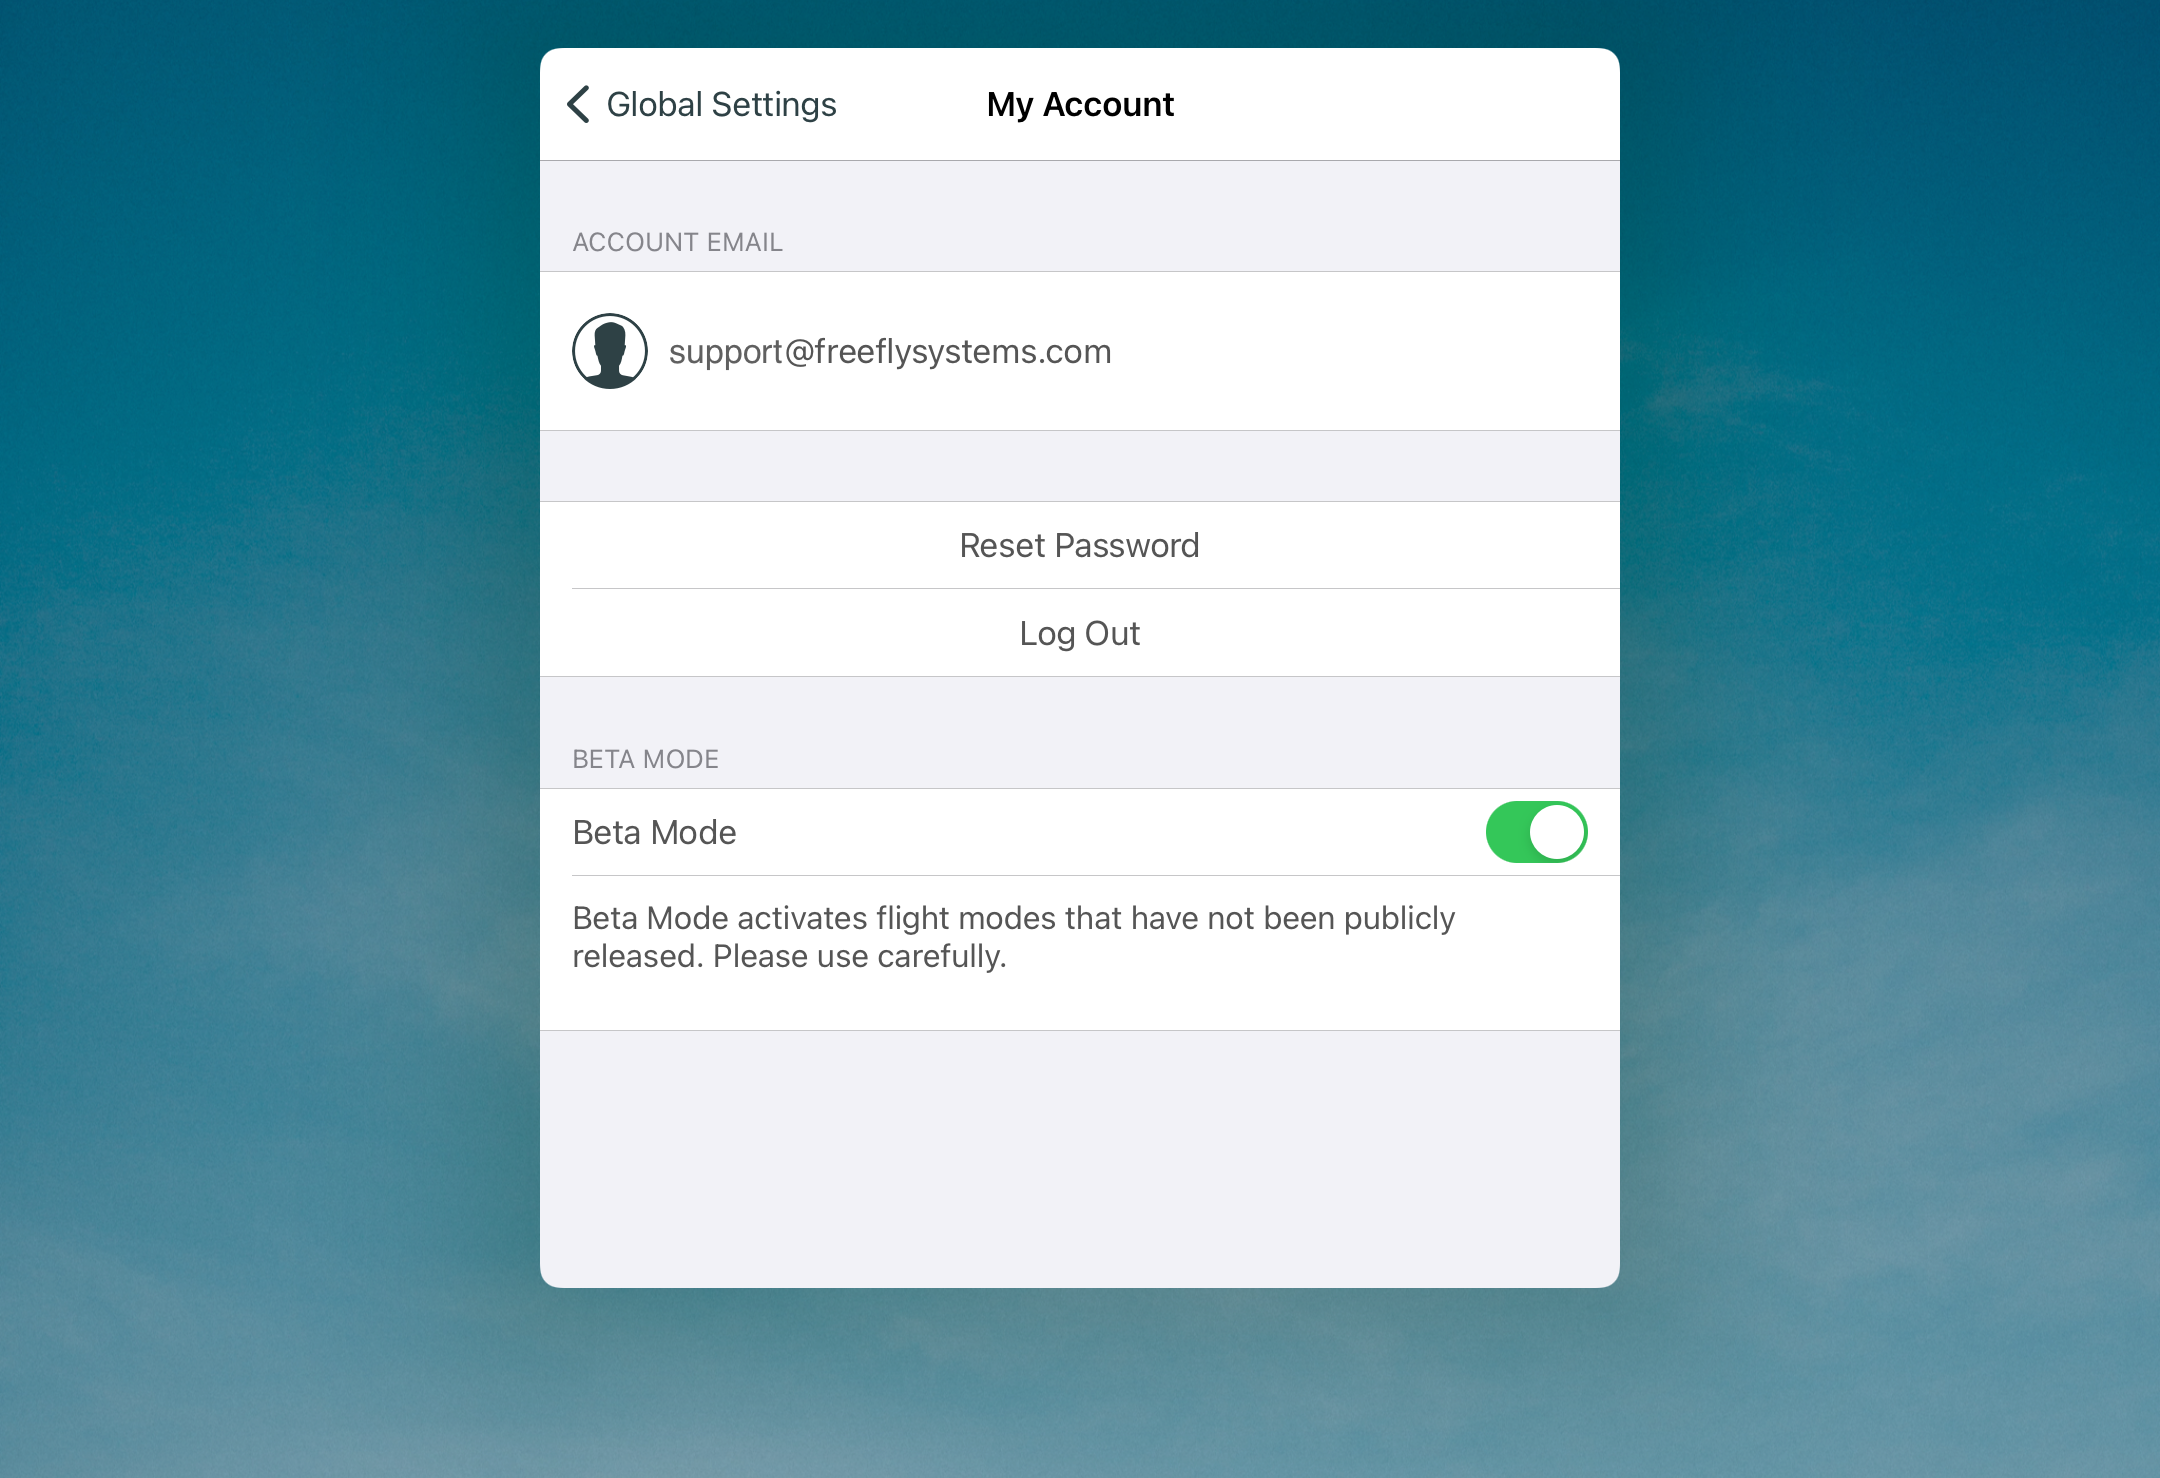 Global Settings
My Account
ACCOUNT EMAIL
support@freeflysystems.com
Reset Password
Log Out
BETA MODE
Beta Mode
Beta Mode activates flight modes that have not been publicly
released. Please use carefully.